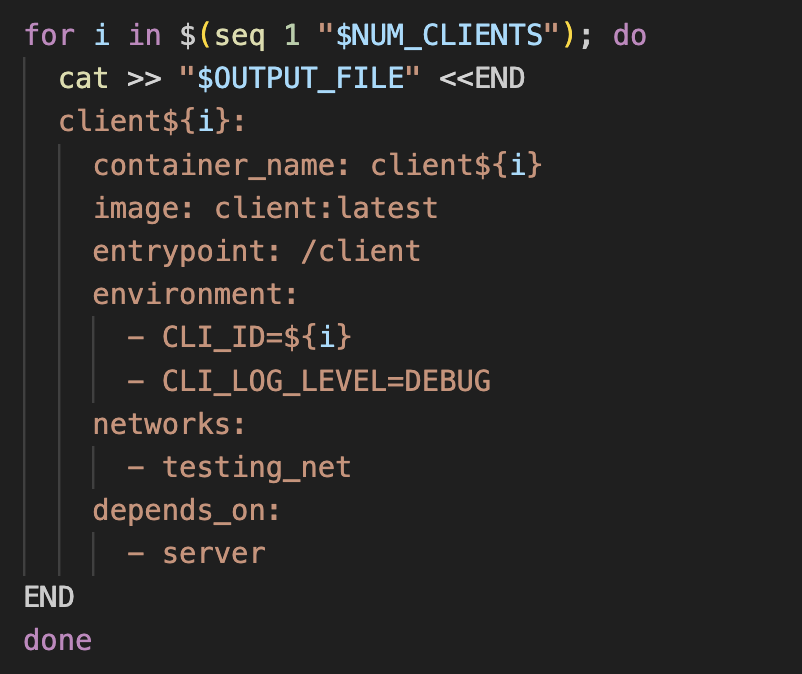 for i in $(seq 1 "$NUM_CLIENTS"); do
  cat >> "$OUTPUT_FILE" <<END
  client${i}:
    container_name: client${i}
    image: client:latest
    entrypoint: /client
    environment:
      - CLI_ID=${i}
      - CLI_LOG_LEVEL=DEBUG
    networks:
      - testing_net
    depends_on:
      - server
END
done